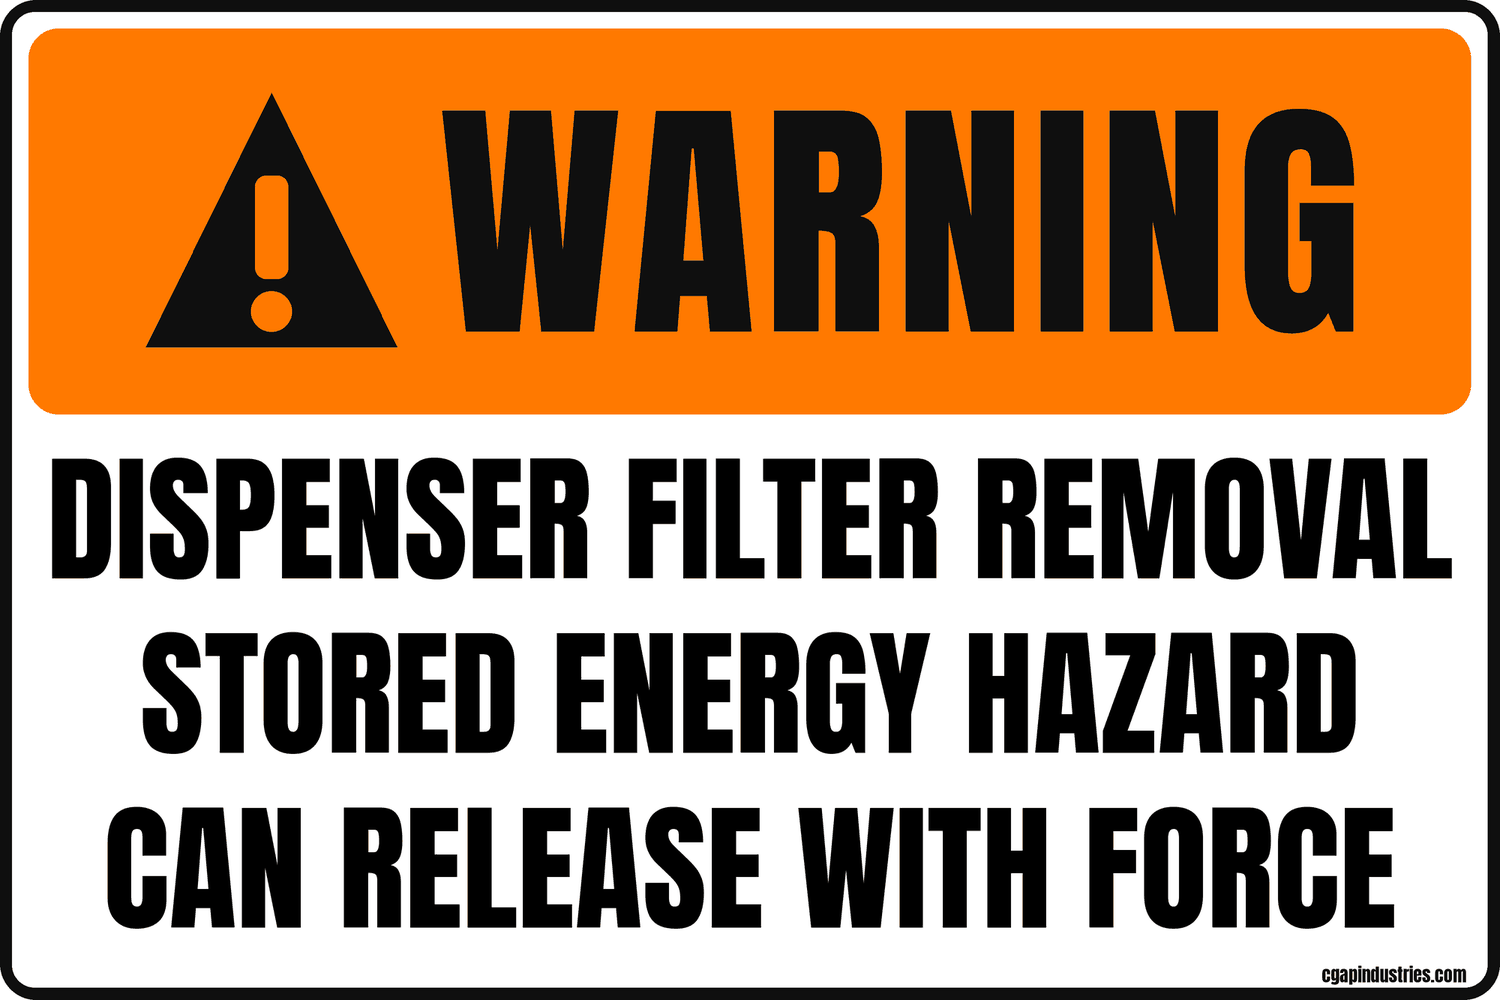 WARNING
DISPENSER FILTER REMOVAL
STORED ENERGY HAZARD
CAN RELEASE WITH FORCE
cgapindustries.com